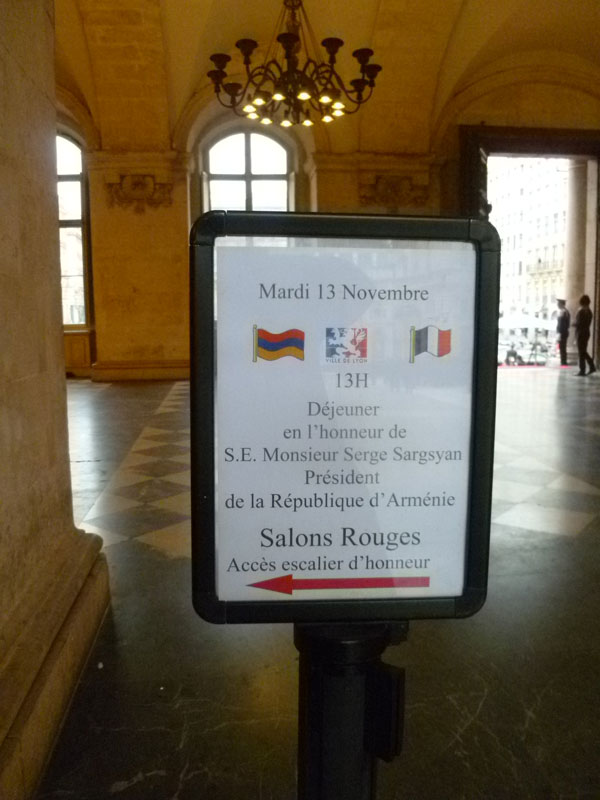 Mardi 13 Novembre
VILLE DE LYON
13H
Déjeuner
en l'honneur de
S.E. Monsieur Serge Sargsyan
Président
de la République d'Arménie
Salons Rouges
Accès escalier d'honneur